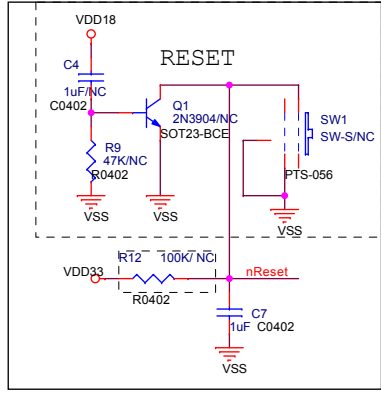 VDD18
RESET
C4
1uF/NC
C0402
Q1
2N3904/NC
SOT23-BCE
SW1
SW-S/NC
R9
47K/NC
R0402
PTS-056
VSS
VSS
VSS
R12 100K/ NC
VDD33
nReset
R0402
C7
1uF C0402
VSS